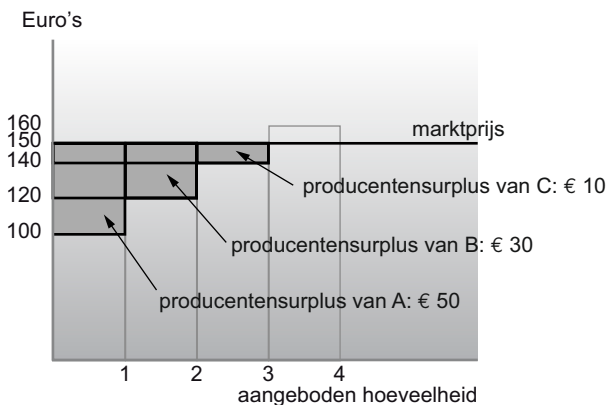 Euro's
160
150
140
120
100
marktprijs
producentensurplus van C: € 10
producentensurplus van B: € 30
producentensurplus van A: € 50
1 2 3 4
aangeboden hoeveelheid